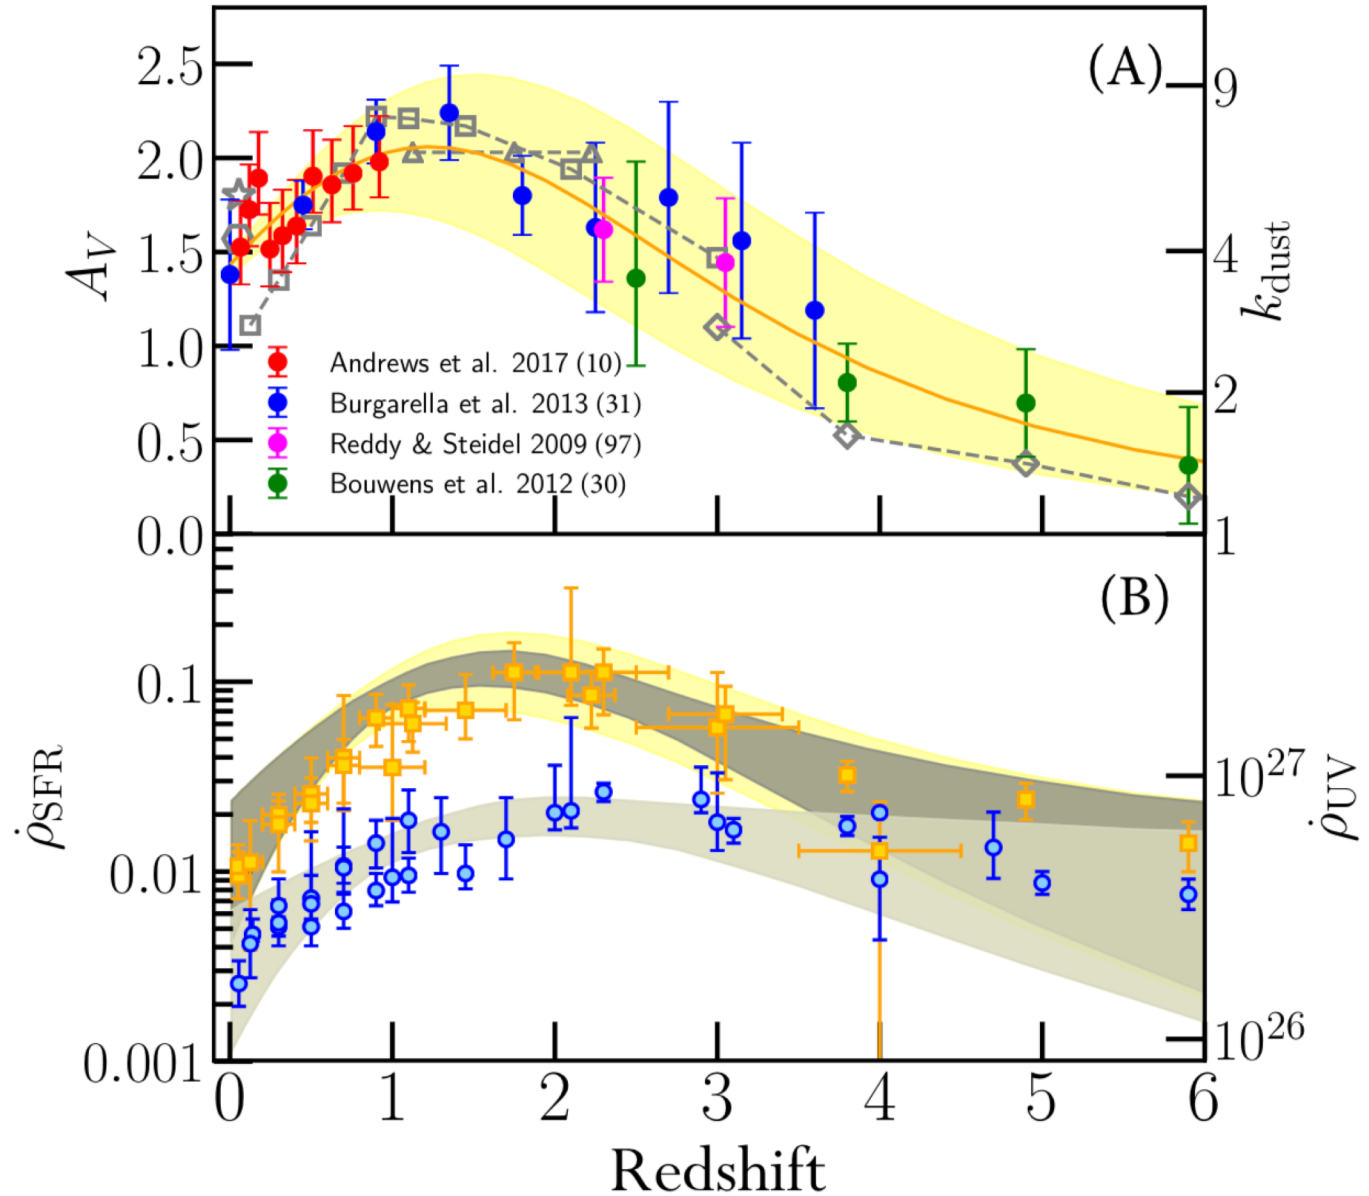 (A)
2.5
2.0
1.5
1.0
0.5
0.0
A_V
9
4
2
1
k_dust
Andrews et al. 2017 (10)
Burgarella et al. 2013 (31)
Reddy & Steidel 2009 (97)
Bouwens et al. 2012 (30)
(B)
0.1
0.01
0.001
ρ̇_SFR
10^27
10^26
ρ̇_UV
0 1 2 3 4 5 6
Redshift